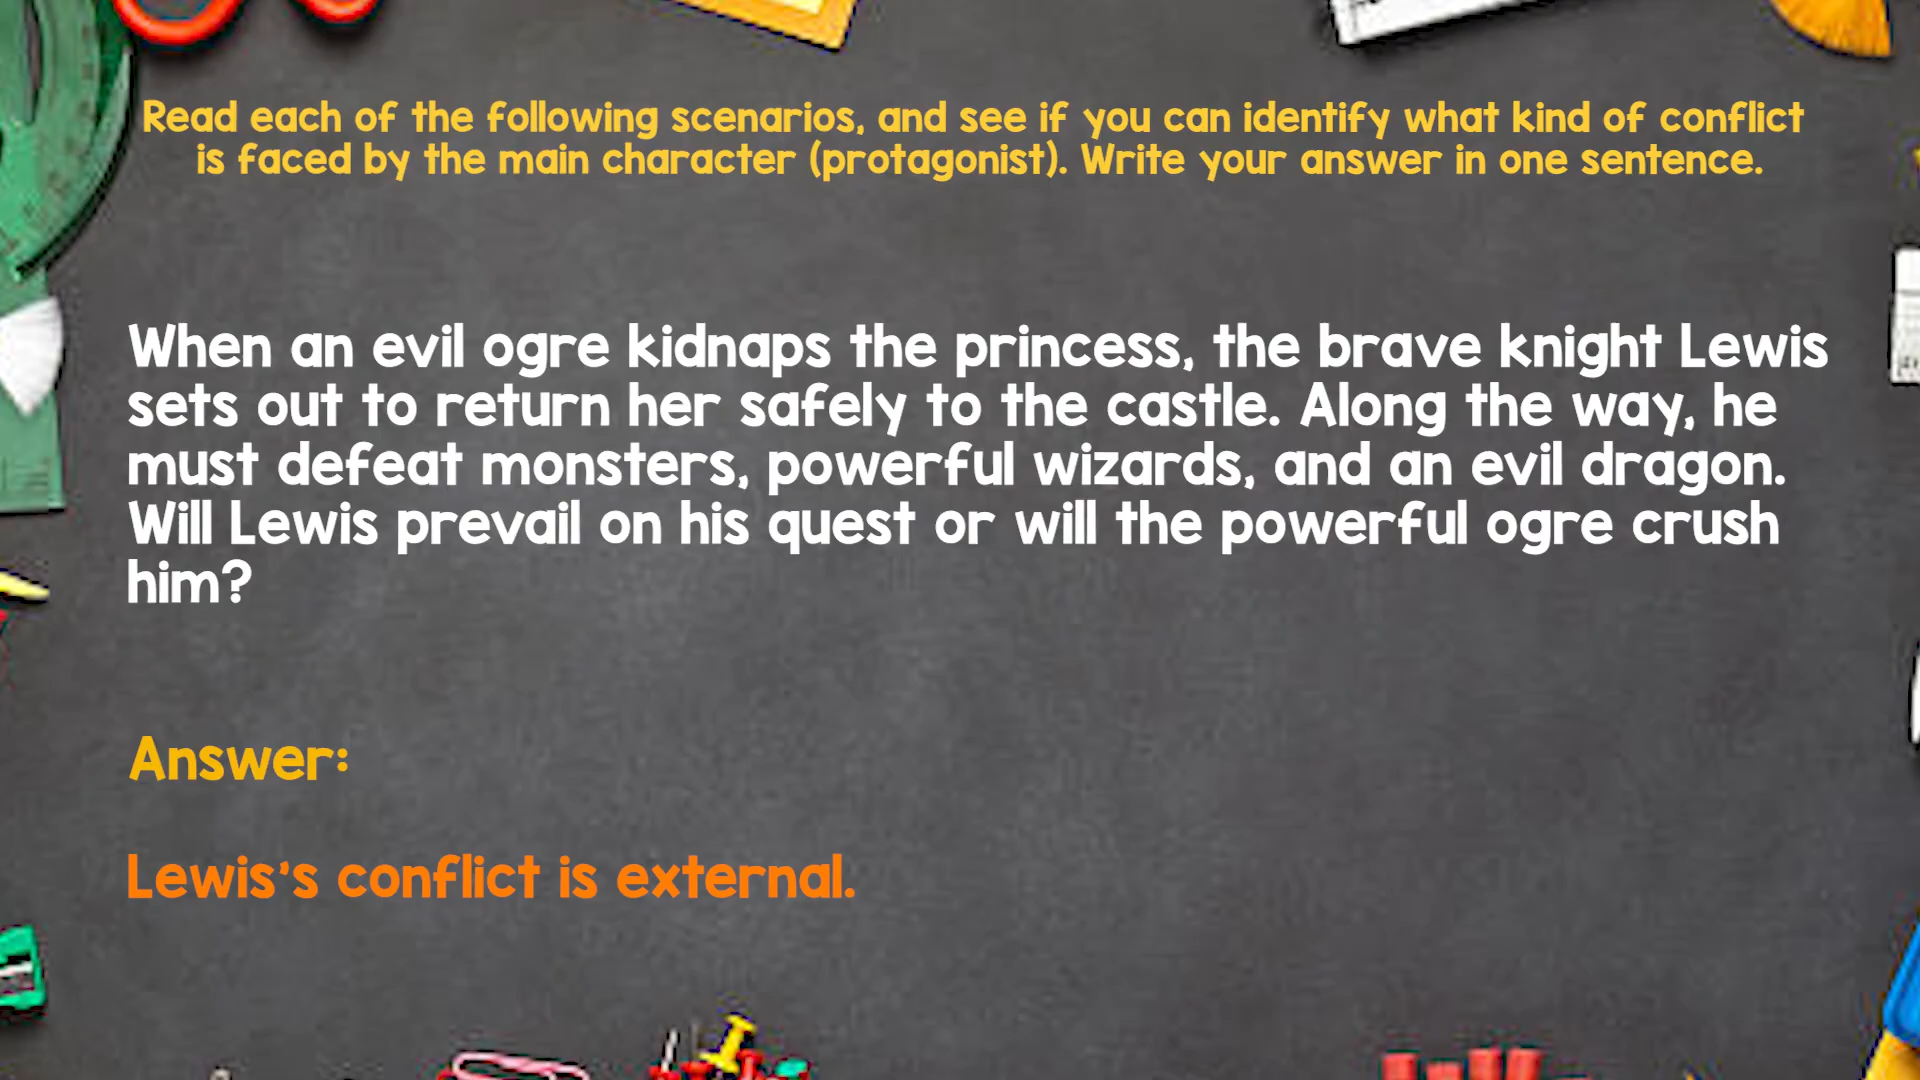 Read each of the following scenarios, and see if you can identify what kind of conflict
is faced by the main character (protagonist). Write your answer in one sentence.
When an evil ogre kidnaps the princess, the brave knight Lewis
sets out to return her safely to the castle. Along the way, he
must defeat monsters, powerful wizards, and an evil dragon.
Will Lewis prevail on his quest or will the powerful ogre crush
him?
Answer:
Lewis's conflict is external.